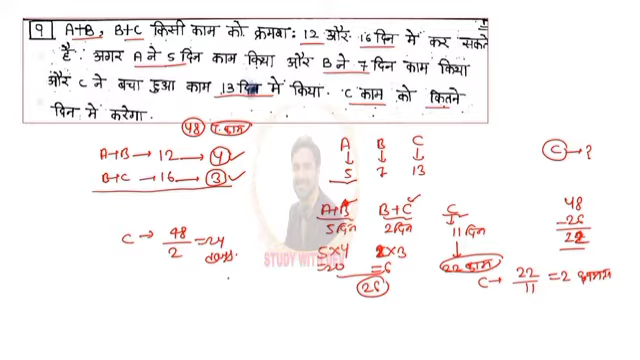 9 A+B, B+C किसी काम को क्रमशः 12 और 16 दिन में कर सकते
है. अगर A ने 5 दिन काम किया और B ने 7 दिन काम किया
और C ने बचा हुआ काम 13 दिन में किया. C काम को कितने
दिन में करेगा.
48 T. काम
A+B → 12 → 4
B+C → 16 → 3
A B C
5 7 13
C → ?
A+B B+C C
5 दिन 2 दिन 11 दिन
5×4 2×3
=20 =6 22 काम
26
C → 48/2 = 24 days.
48
-26
22
C → 22/11 = 2
STUDY WITH